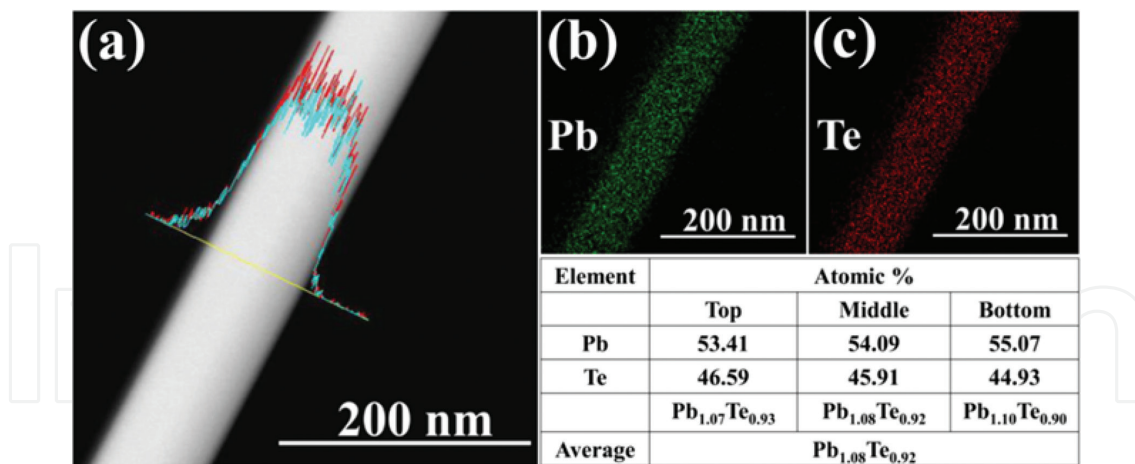 (a)
200 nm
(b)
Pb
200 nm
(c)
Te
200 nm
Element Atomic %
Top Middle Bottom
Pb 53.41 54.09 55.07
Te 46.59 45.91 44.93
Pb1.07Te0.93 Pb1.08Te0.92 Pb1.10Te0.90
Average Pb1.08Te0.92